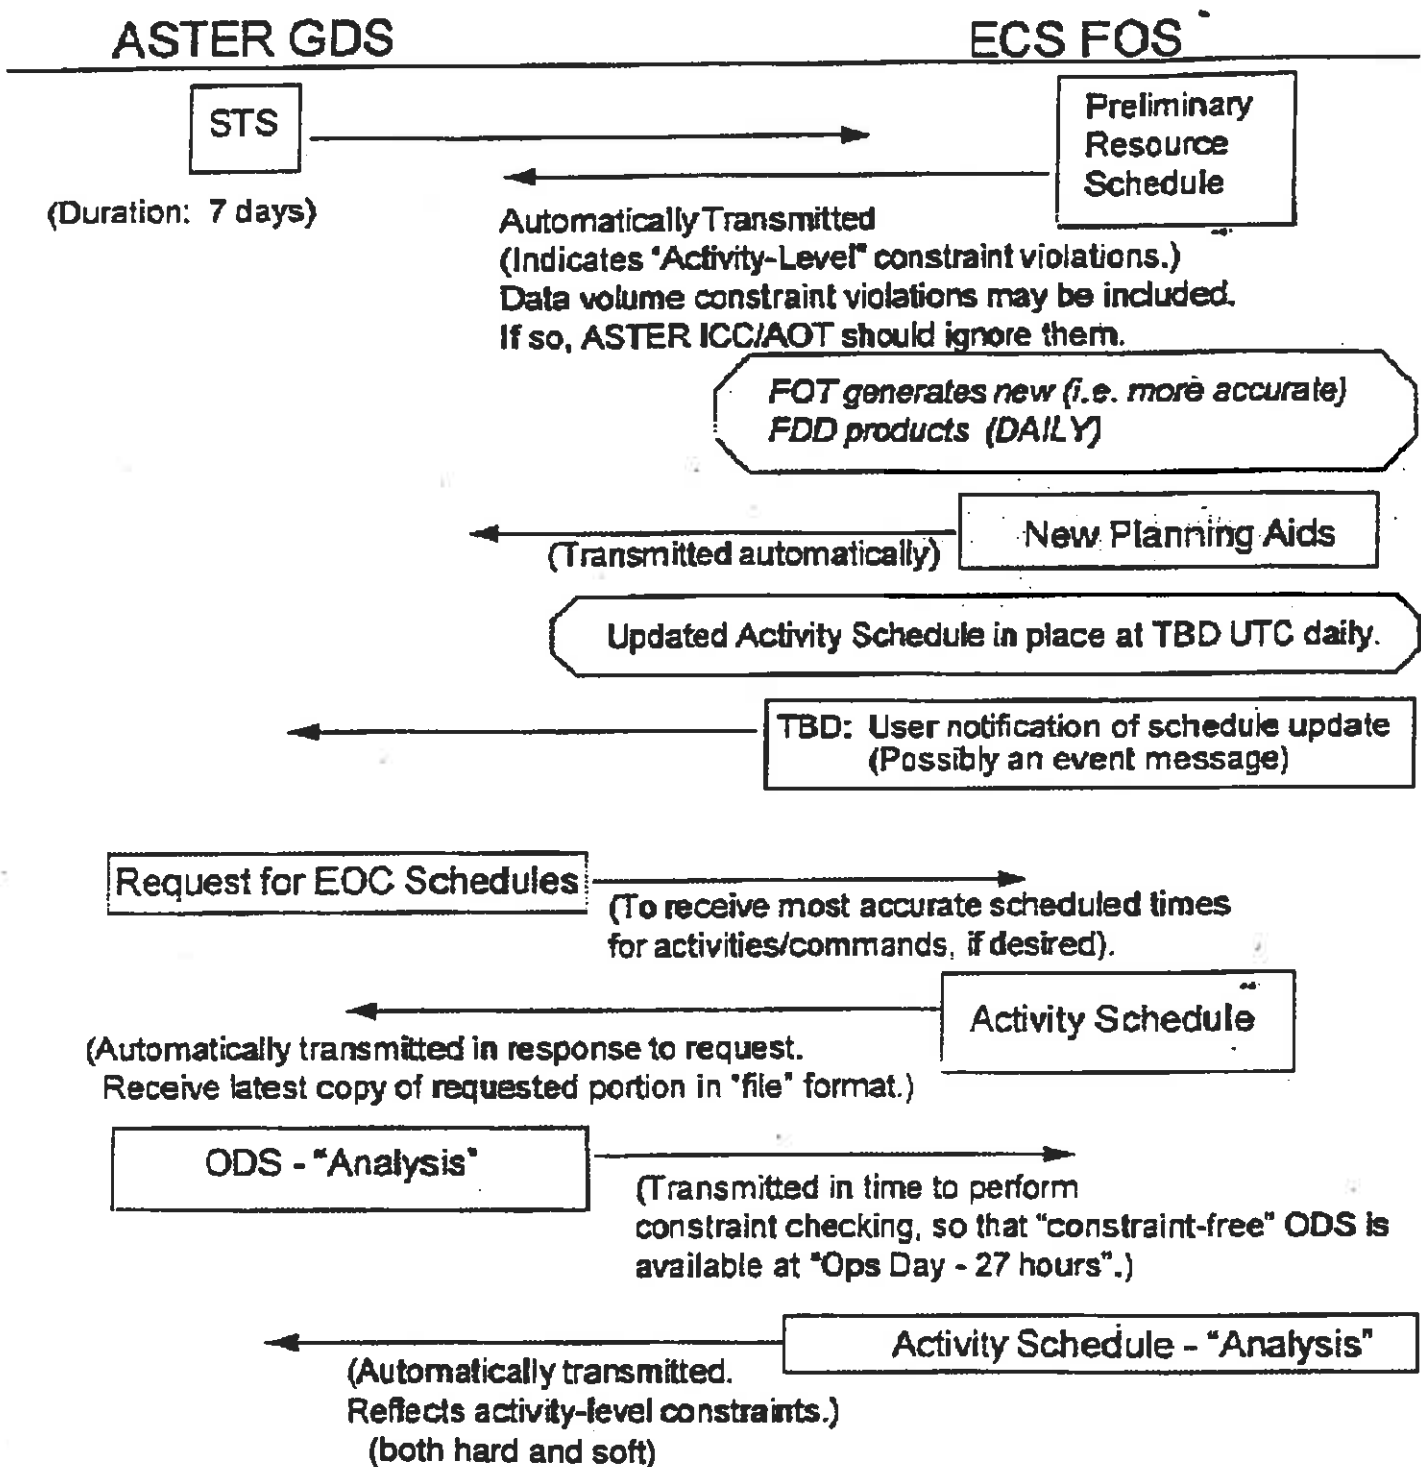 ASTER GDS
ECS FOS
STS
Preliminary
Resource
Schedule
(Duration: 7 days)
Automatically Transmitted
(Indicates "Activity-Level" constraint violations.)
Data volume constraint violations may be included.
If so, ASTER ICC/AOT should ignore them.
FOT generates new (i.e. more accurate)
FDD products (DAILY)
New Planning Aids
(Transmitted automatically)
Updated Activity Schedule in place at TBD UTC daily.
TBD: User notification of schedule update
(Possibly an event message)
Request for EOC Schedules
(To receive most accurate scheduled times
for activities/commands, if desired).
Activity Schedule
(Automatically transmitted in response to request.
Receive latest copy of requested portion in "file" format.)
ODS - "Analysis"
(Transmitted in time to perform
constraint checking, so that "constraint-free" ODS is
available at "Ops Day - 27 hours".)
Activity Schedule - "Analysis"
(Automatically transmitted.
Reflects activity-level constraints.)
(both hard and soft)